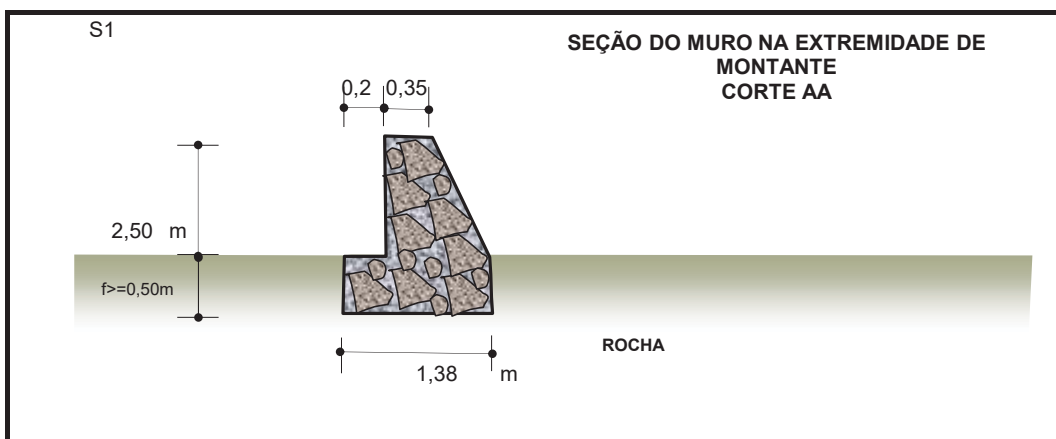 S1
SEÇÃO DO MURO NA EXTREMIDADE DE
MONTANTE
CORTE AA
0,2 0,35
2,50 m
f>=0,50m
ROCHA
1,38 m